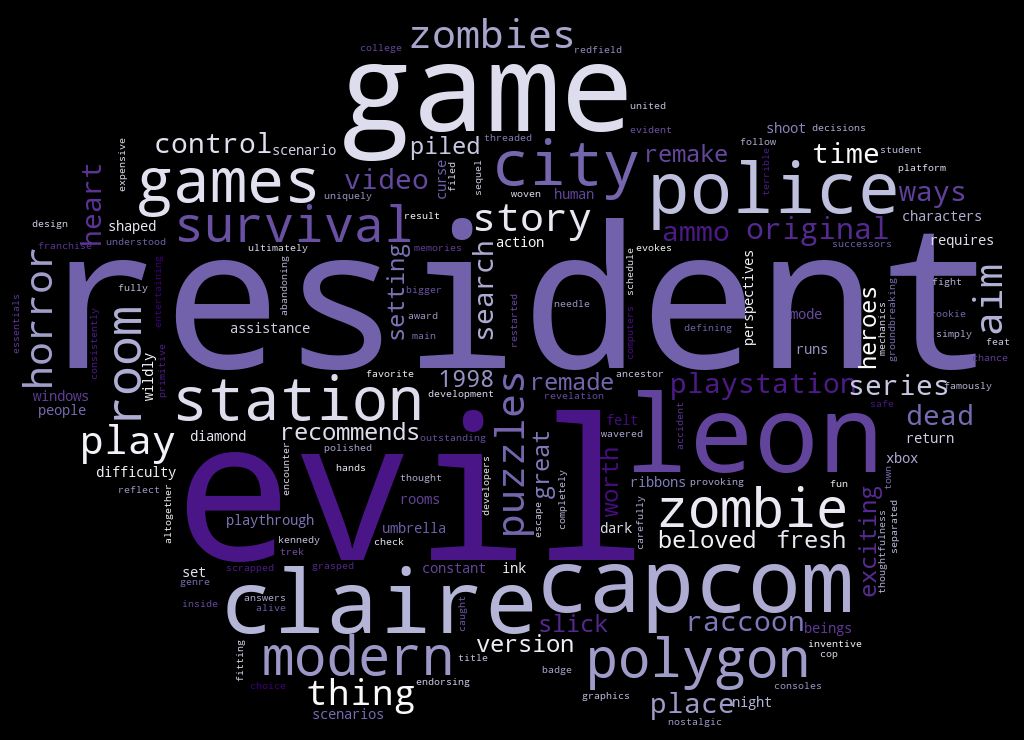 zombies
college
redfield
game
united
evident
threaded
shoot
decisions
control
scenario
piled
city
follow
student
remake
time
expensive
heart
games
video
curse
filed
sequel
uniquely
woven
human
terrible
platform
police
ways
design
shaped
survival
result
story
ammo
original
characters
franchise
understood
ultimately
memories
action
successors
requires
horror
essentials
fully
entertaining
abandoning
setting
bigger
search
resident
needle
schedule
evokes
perspectives
mode
heroes
mechanics
groundbreaking
fight
rookie
aim
consistently
primitive
room
wildly
assistance
award
main
restarted
computers
defining
runs
simply
feat
chance
famously
windows
people
station
favorite
1998
development
ancestor
revelation
remade
playstation
safe
series
dead
return
play
diamond
recommends
polished
outstanding
puzzles
great
felt
wavered
worth
leon
accident
xbox
difficulty
reflect
encounter
hands
thought
developers
evil
escape
completely
ribbons
provoking
fun
town
playthrough
rooms
umbrella
dark
carefully
zombie
exciting
thoughtfulness
separated
altogether
kennedy
trek
check
beloved
fresh
set
genre
scrapped
grasped
constant
ink
capcom
inside
answers
alive
claire
caught
slick
raccoon
beings
inventive
cop
fitting
modern
title
version
polygon
choice
endorsing
badge
graphics
consoles
thing
scenarios
place
night
nostalgic